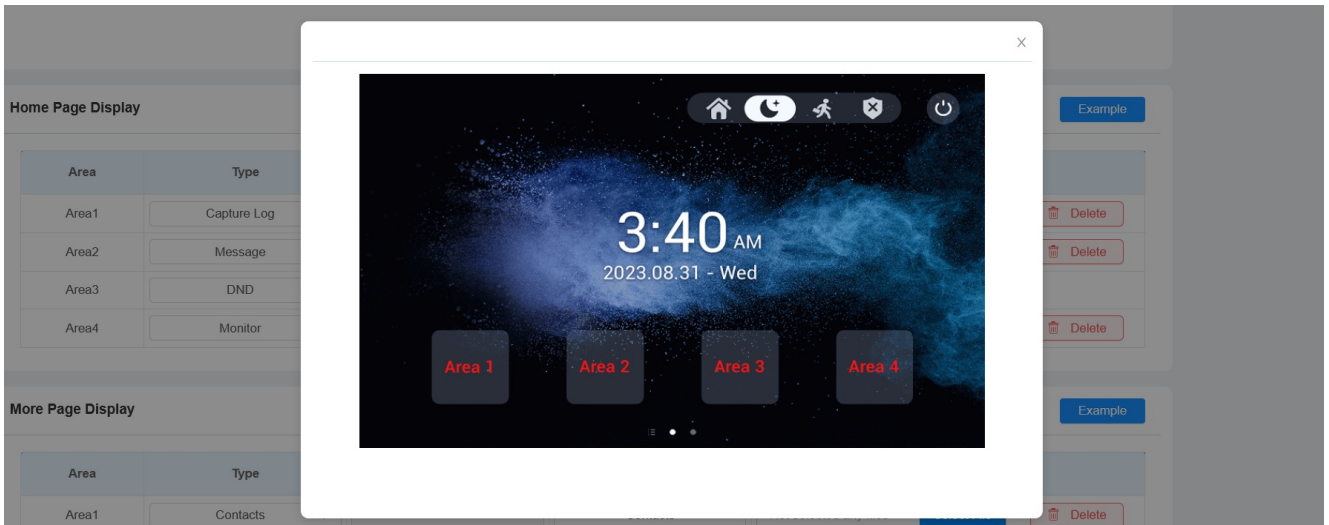 Home Page Display
Example
Area Type
Area1 Capture Log Delete
Area2 Message Delete
Area3 DND
Area4 Monitor Delete
3:40 AM
2023.08.31 - Wed
Area 1 Area 2 Area 3 Area 4
More Page Display
Example
Area Type
Area1 Contacts Delete